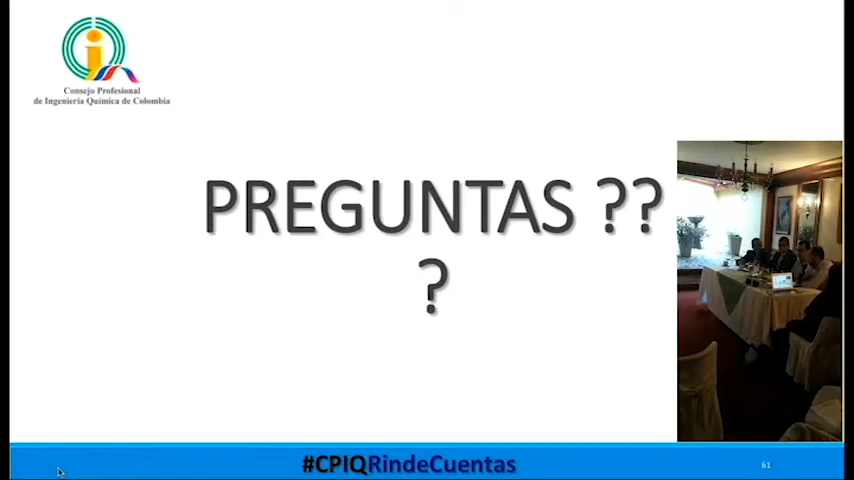 Consejo Profesional
de Ingeniería Química de Colombia
PREGUNTAS ??
?
#CPIQRindeCuentas
61